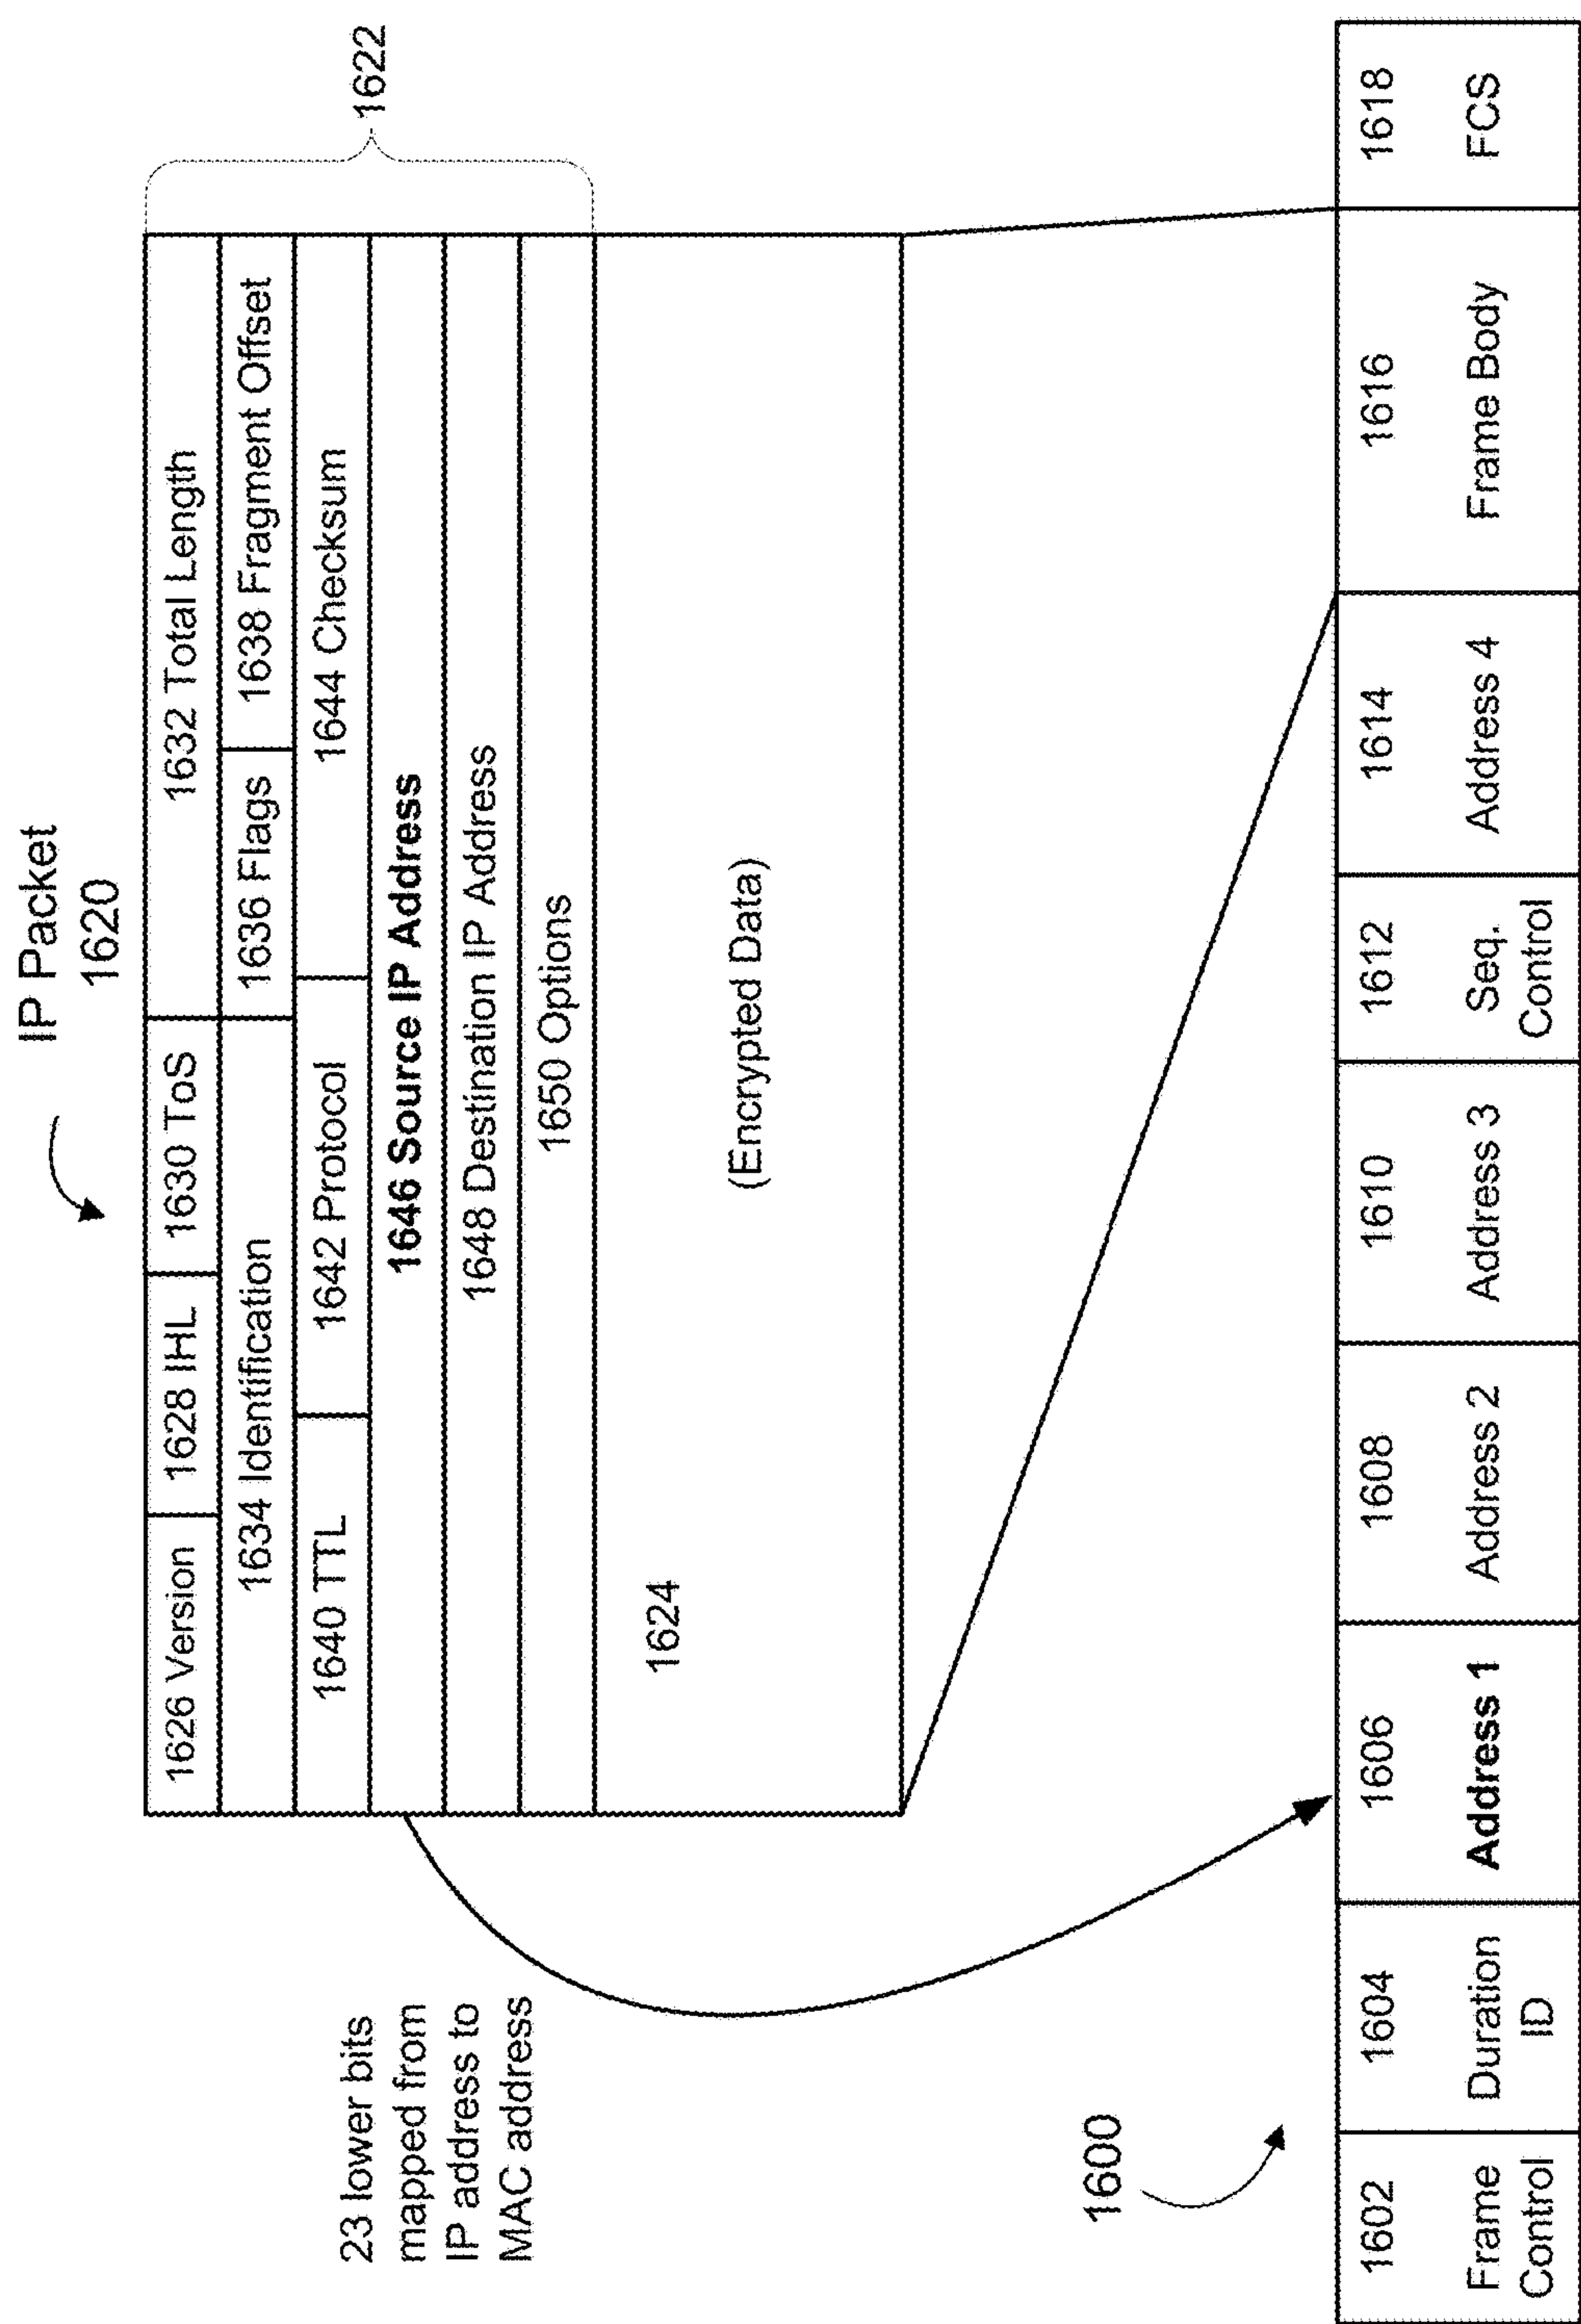 IP Packet
1620
1626 Version
1628 IHL
1630 ToS
1632 Total Length
1634 Identification
1636 Flags
1638 Fragment Offset
1640 TTL
1642 Protocol
1644 Checksum
1646 Source IP Address
1648 Destination IP Address
1650 Options
1622
1624
(Encrypted Data)
23 lower bits
mapped from
IP address to
MAC address
1600
1602
Frame
Control
1604
Duration
ID
1606
Address 1
1608
Address 2
1610
Address 3
1612
Seq.
Control
1614
Address 4
1616
Frame Body
1618
FCS